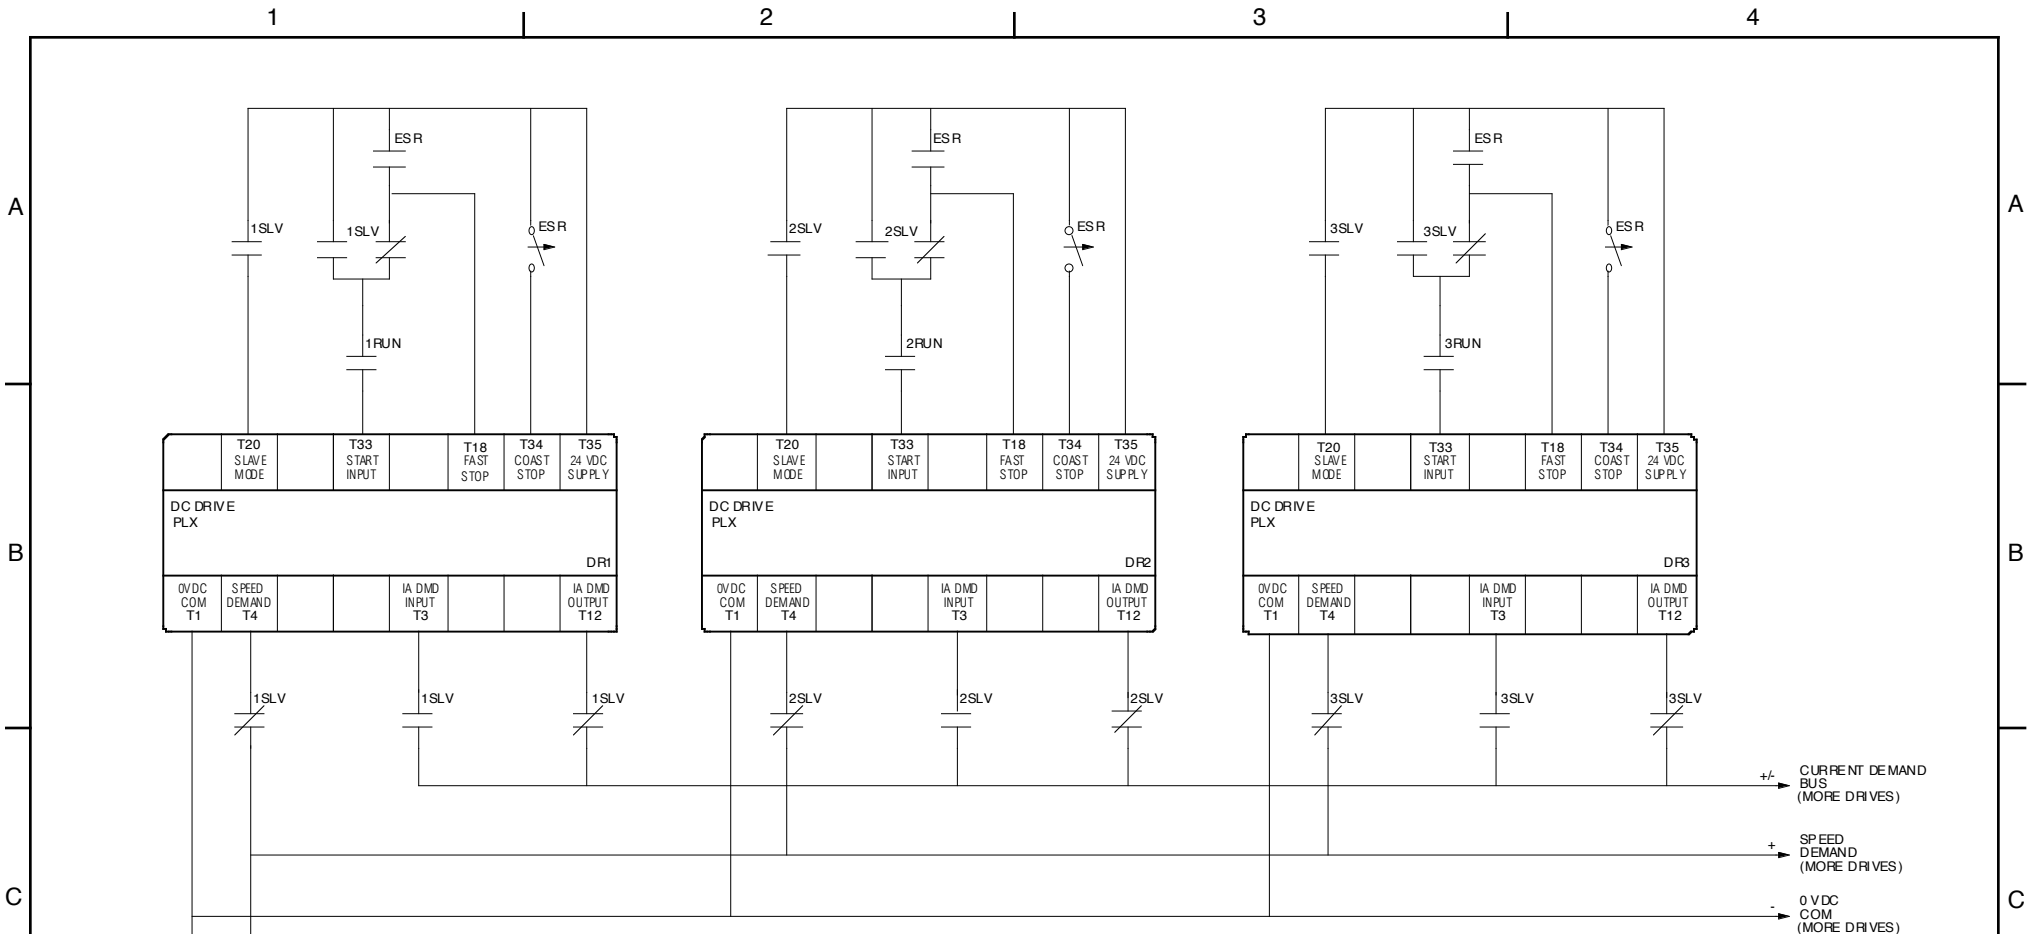 1 2 3 4
ESR ESR ESR
A A
1SLV 1SLV ESR 2SLV 2SLV ESR 3SLV 3SLV ESR
1RUN 2RUN 3RUN
T20 SLAVE MODE
T33 START INPUT
T18 FAST STOP
T34 COAST STOP
T35 24 VDC SUPPLY
T20 SLAVE MODE
T33 START INPUT
T18 FAST STOP
T34 COAST STOP
T35 24 VDC SUPPLY
T20 SLAVE MODE
T33 START INPUT
T18 FAST STOP
T34 COAST STOP
T35 24 VDC SUPPLY
DC DRIVE
PLX
DR1
DC DRIVE
PLX
DR2
DC DRIVE
PLX
DR3
B B
0VDC COM T1
SPEED DEMAND T4
IA DMD INPUT T3
IA DMD OUTPUT T12
0VDC COM T1
SPEED DEMAND T4
IA DMD INPUT T3
IA DMD OUTPUT T12
0VDC COM T1
SPEED DEMAND T4
IA DMD INPUT T3
IA DMD OUTPUT T12
1SLV 1SLV 1SLV 2SLV 2SLV 2SLV 3SLV 3SLV 3SLV
+/- CURRENT DEMAND
BUS
(MORE DRIVES)
+ SPEED
DEMAND
(MORE DRIVES)
C C
- 0 VDC
COM
(MORE DRIVES)